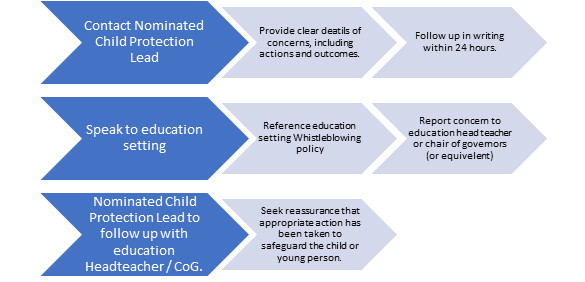 Contact Nominated
Child Protection
Lead
Provide clear deatils of
concerns, including
actions and outcomes.
Follow up in writing
within 24 hours.
Speak to education
setting
Reference education
setting Whistleblowing
policy
Report concern to
education head teacher
or chair of governors
(or equivelent)
Nominated Child
Protection Lead to
follow up with
education
Headteacher / CoG.
Seek reassurance that
appropriate action has
been taken to
safeguard the child or
young person.